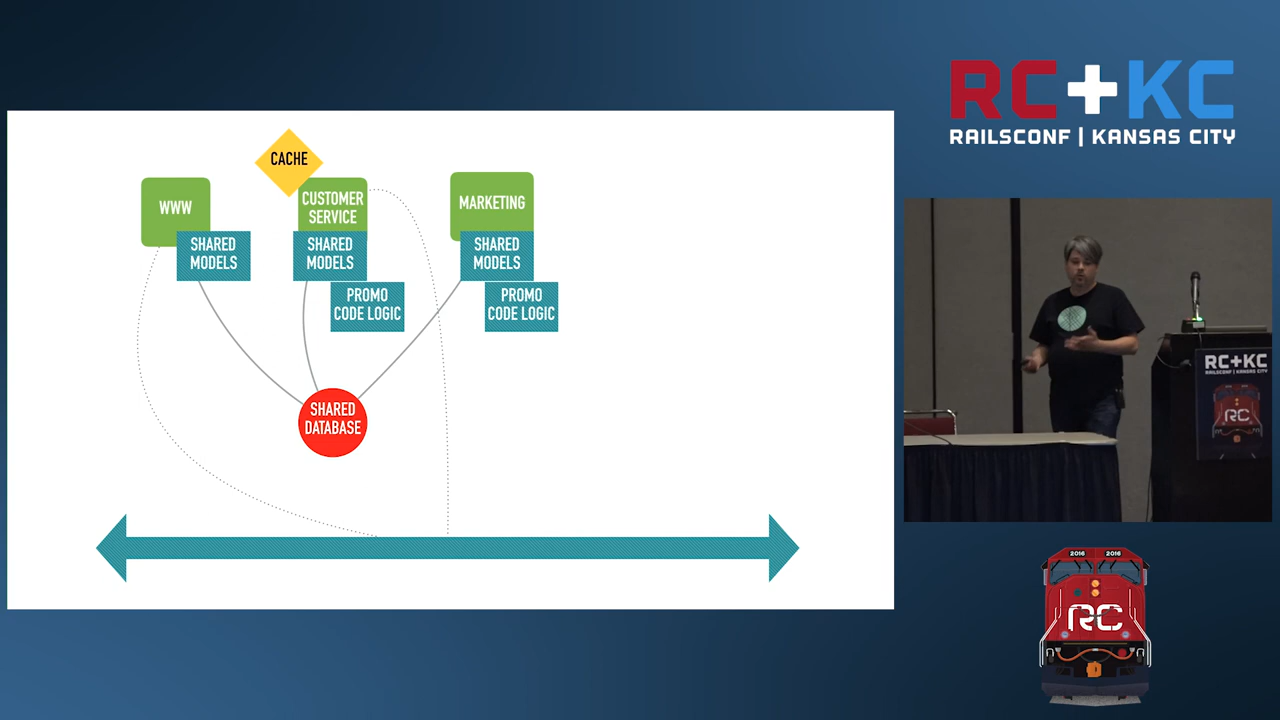 CACHE
WWW
CUSTOMER
SERVICE
MARKETING
SHARED
MODELS
SHARED
MODELS
SHARED
MODELS
PROMO
CODE LOGIC
PROMO
CODE LOGIC
SHARED
DATABASE
RC+KC
RAILSCONF | KANSAS CITY
RC+KC
RAILSCONF | KANSAS CITY
RC
2016 2016
RC